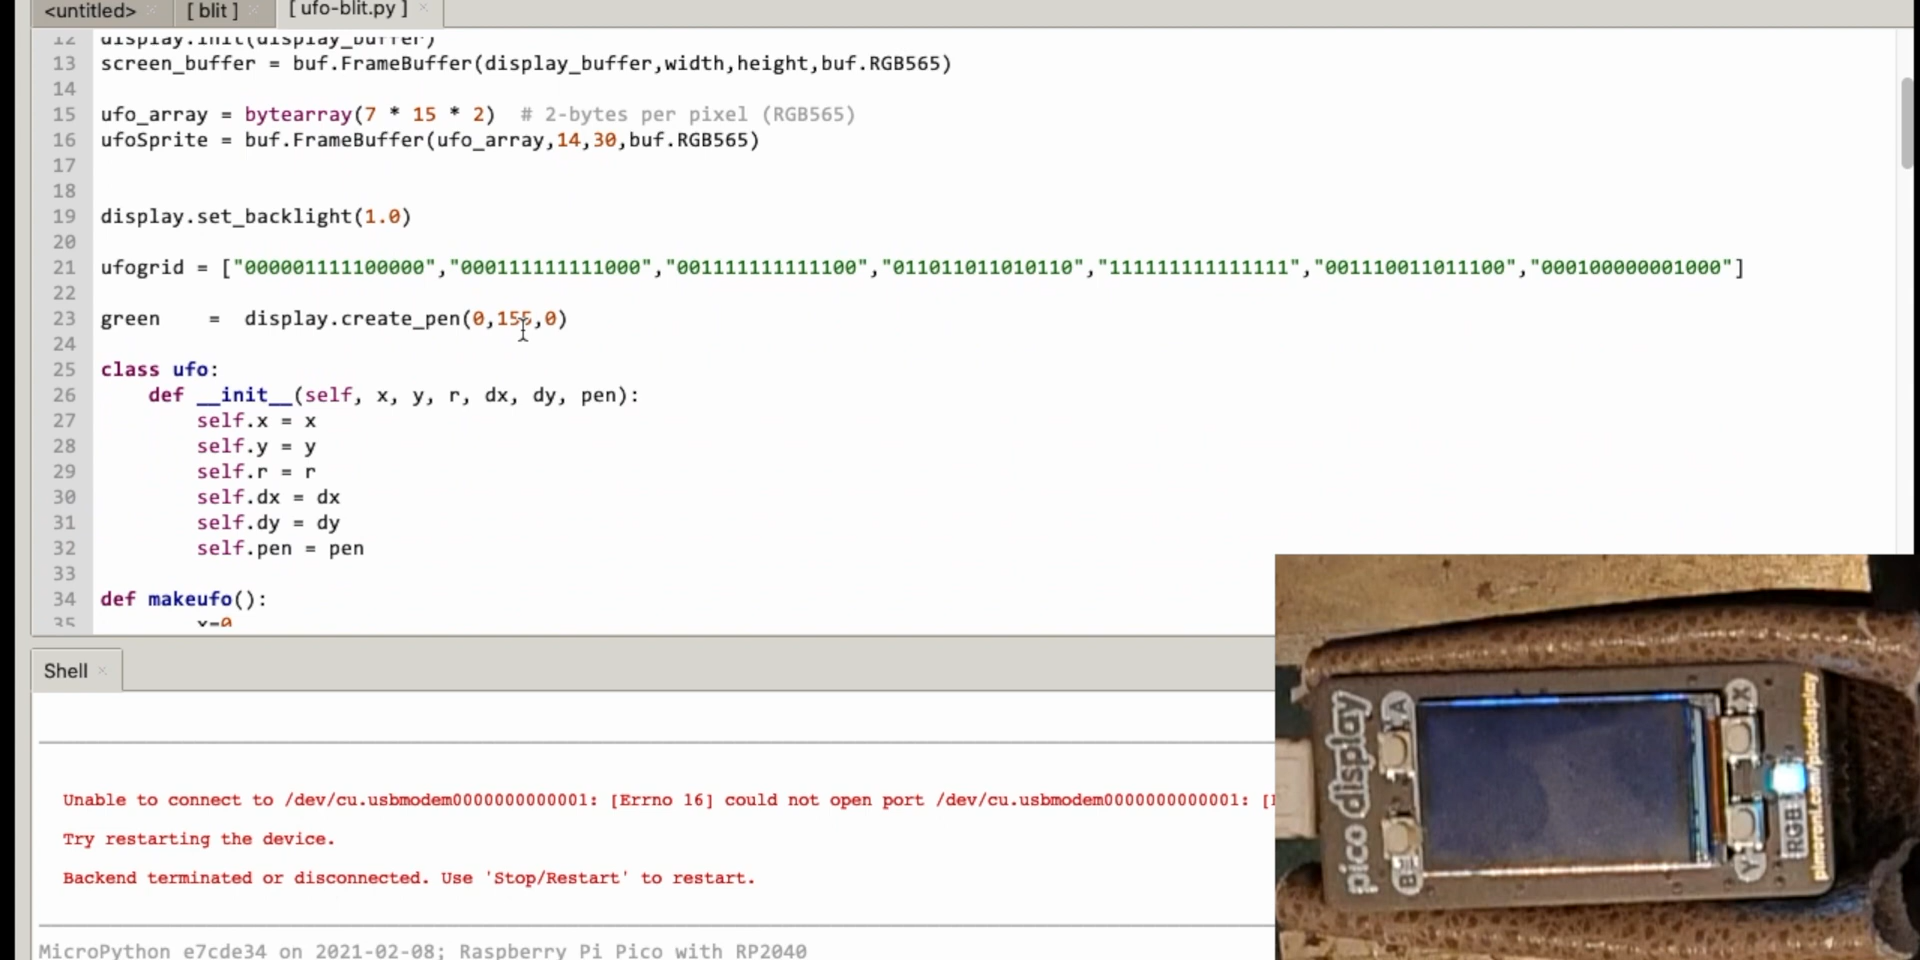 <untitled> ×
[ blit ] ×
[ ufo-blit.py ] ×
12 display.init(display_buffer)
13 screen_buffer = buf.FrameBuffer(display_buffer,width,height,buf.RGB565)
14
15 ufo_array = bytearray(7 * 15 * 2)  # 2-bytes per pixel (RGB565)
16 ufoSprite = buf.FrameBuffer(ufo_array,14,30,buf.RGB565)
17
18
19 display.set_backlight(1.0)
20
21 ufogrid = ["000001111100000","000111111111000","001111111111100","011011011010110","111111111111111","001110011011100","000100000001000"]
22
23 green    =  display.create_pen(0,155,0)
24
25 class ufo:
26     def __init__(self, x, y, r, dx, dy, pen):
27         self.x = x
28         self.y = y
29         self.r = r
30         self.dx = dx
31         self.dy = dy
32         self.pen = pen
33
34 def makeufo():
35         x=0
Shell ×
Unable to connect to /dev/cu.usbmodem0000000000001: [Errno 16] could not open port /dev/cu.usbmodem0000000000001: [
Try restarting the device.
Backend terminated or disconnected. Use 'Stop/Restart' to restart.
MicroPython e7cde34 on 2021-02-08; Raspberry Pi Pico with RP2040
pico display
A
B
X
Y
RGB
pimoroni.com/picodisplay